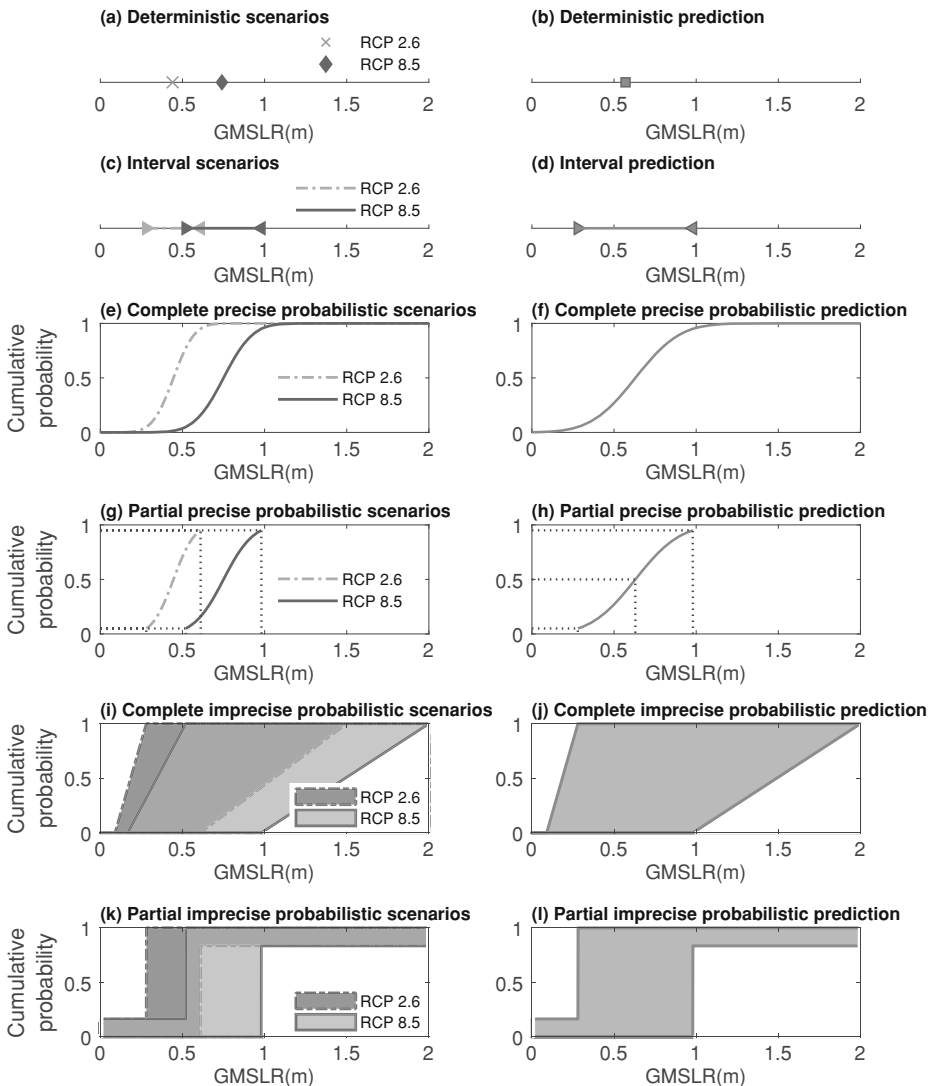 (a) Deterministic scenarios
RCP 2.6
RCP 8.5
0 0.5 1 1.5 2
GMSLR(m)
(b) Deterministic prediction
0 0.5 1 1.5 2
GMSLR(m)
(c) Interval scenarios
RCP 2.6
RCP 8.5
0 0.5 1 1.5 2
GMSLR(m)
(d) Interval prediction
0 0.5 1 1.5 2
GMSLR(m)
(e) Complete precise probabilistic scenarios
Cumulative
probability
1
0.5
0
RCP 2.6
RCP 8.5
0 0.5 1 1.5 2
GMSLR(m)
(f) Complete precise probabilistic prediction
1
0.5
0
0 0.5 1 1.5 2
GMSLR(m)
(g) Partial precise probabilistic scenarios
Cumulative
probability
1
0.5
0
RCP 2.6
RCP 8.5
0 0.5 1 1.5 2
GMSLR(m)
(h) Partial precise probabilistic prediction
1
0.5
0
0 0.5 1 1.5 2
GMSLR(m)
(i) Complete imprecise probabilistic scenarios
Cumulative
probability
1
0.5
0
RCP 2.6
RCP 8.5
0 0.5 1 1.5 2
GMSLR(m)
(j) Complete imprecise probabilistic prediction
1
0.5
0
0 0.5 1 1.5 2
GMSLR(m)
(k) Partial imprecise probabilistic scenarios
Cumulative
probability
1
0.5
0
RCP 2.6
RCP 8.5
0 0.5 1 1.5 2
GMSLR(m)
(l) Partial imprecise probabilistic prediction
1
0.5
0
0 0.5 1 1.5 2
GMSLR(m)